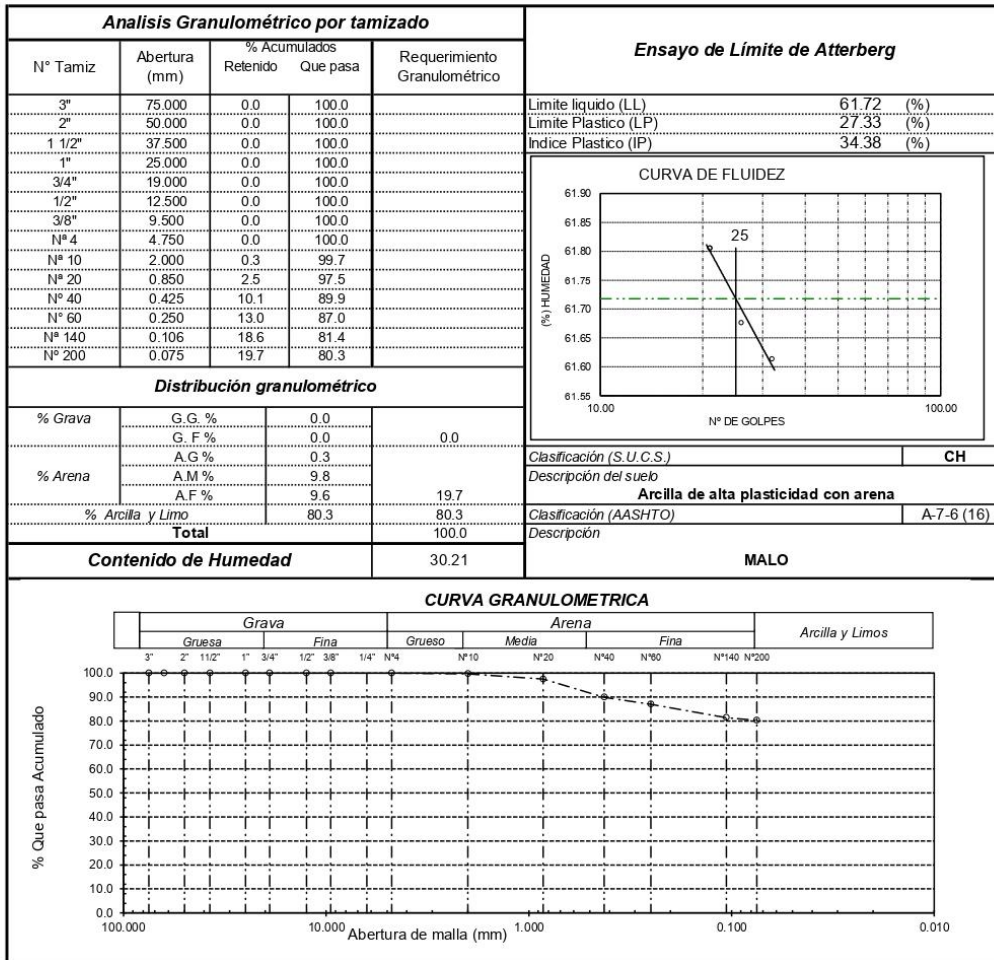 Analisis Granulométrico por tamizado
N° Tamiz Abertura (mm) % Acumulados Retenido Que pasa Requerimiento Granulométrico
3" 75.000 0.0 100.0
2" 50.000 0.0 100.0
1 1/2" 37.500 0.0 100.0
1" 25.000 0.0 100.0
3/4" 19.000 0.0 100.0
1/2" 12.500 0.0 100.0
3/8" 9.500 0.0 100.0
Nª 4 4.750 0.0 100.0
Nª 10 2.000 0.3 99.7
Nª 20 0.850 2.5 97.5
Nº 40 0.425 10.1 89.9
N° 60 0.250 13.0 87.0
Nª 140 0.106 18.6 81.4
Nº 200 0.075 19.7 80.3
Distribución granulométrico
% Grava G.G. % 0.0
G. F % 0.0 0.0
% Arena A.G % 0.3
A.M % 9.8
A.F % 9.6 19.7
% Arcilla y Limo 80.3 80.3
Total 100.0
Contenido de Humedad 30.21
Ensayo de Límite de Atterberg
Limite liquido (LL) 61.72 (%)
Limite Plastico (LP) 27.33 (%)
Indice Plastico (IP) 34.38 (%)
CURVA DE FLUIDEZ
(%) HUMEDAD
61.90
61.85
61.80
61.75
61.70
61.65
61.60
61.55
25
10.00 100.00
Nº DE GOLPES
Clasificación (S.U.C.S.) CH
Descripción del suelo
Arcilla de alta plasticidad con arena
Clasificación (AASHTO) A-7-6 (16)
Descripción
MALO
CURVA GRANULOMETRICA
Grava Arena Arcilla y Limos
Gruesa Fina Grueso Media Fina
3" 2" 11/2" 1" 3/4" 1/2" 3/8" 1/4" N°4 N°10 N°20 N°40 N°60 N°140 N°200
% Que pasa Acumulado
100.0
90.0
80.0
70.0
60.0
50.0
40.0
30.0
20.0
10.0
0.0
100.000 10.000 1.000 0.100 0.010
Abertura de malla (mm)